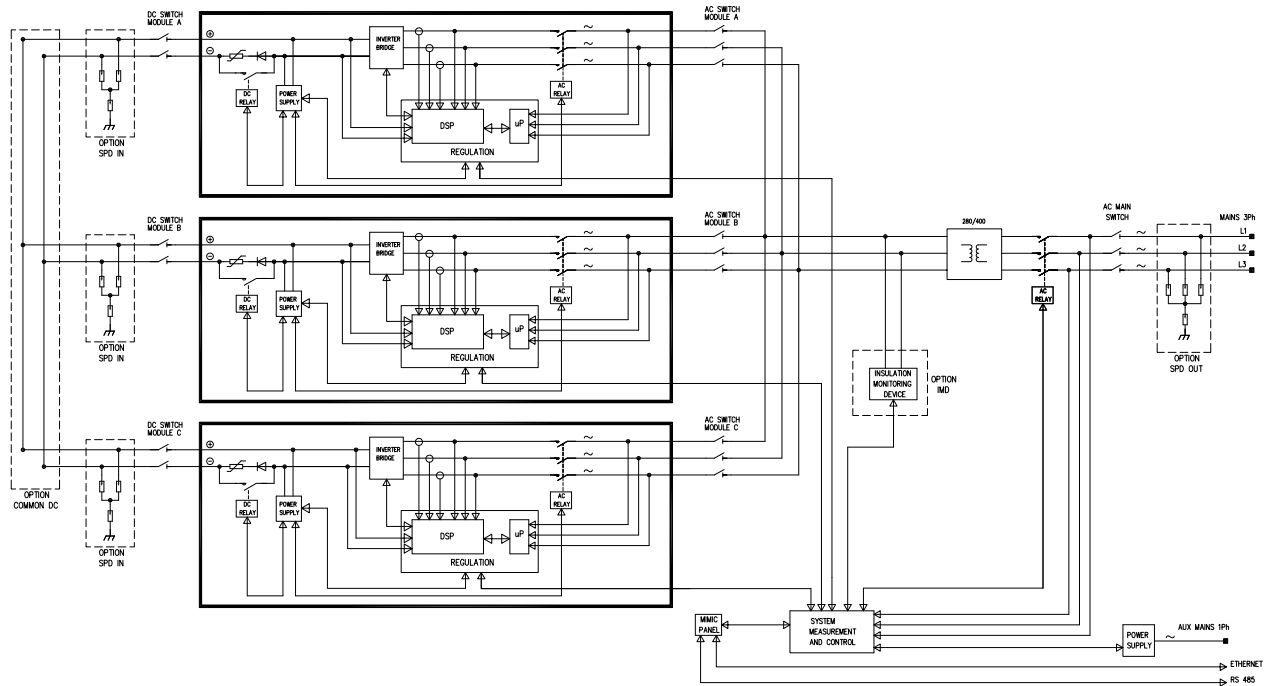 DC SWITCH
MODULE A
AC SWITCH
MODULE A
+
−
INVERTER
BRIDGE
~
~
~
DC
RELAY
POWER
SUPPLY
AC
RELAY
DSP
uP
REGULATION
OPTION
SPD IN
DC SWITCH
MODULE B
AC SWITCH
MODULE B
+
−
INVERTER
BRIDGE
~
~
~
DC
RELAY
POWER
SUPPLY
AC
RELAY
DSP
uP
REGULATION
OPTION
SPD IN
280/400
AC MAIN
SWITCH
MAINS 3Ph
~
~
~
L1
L2
L3
AC
RELAY
OPTION
SPD OUT
INSULATION
MONITORING
DEVICE
OPTION
IMD
DC SWITCH
MODULE C
AC SWITCH
MODULE C
+
−
INVERTER
BRIDGE
~
~
~
DC
RELAY
POWER
SUPPLY
AC
RELAY
DSP
uP
REGULATION
OPTION
COMMON DC
OPTION
SPD IN
MIMIC
PANEL
SYSTEM
MEASUREMENT
AND CONTROL
POWER
SUPPLY
~
AUX MAINS 1Ph
ETHERNET
RS 485